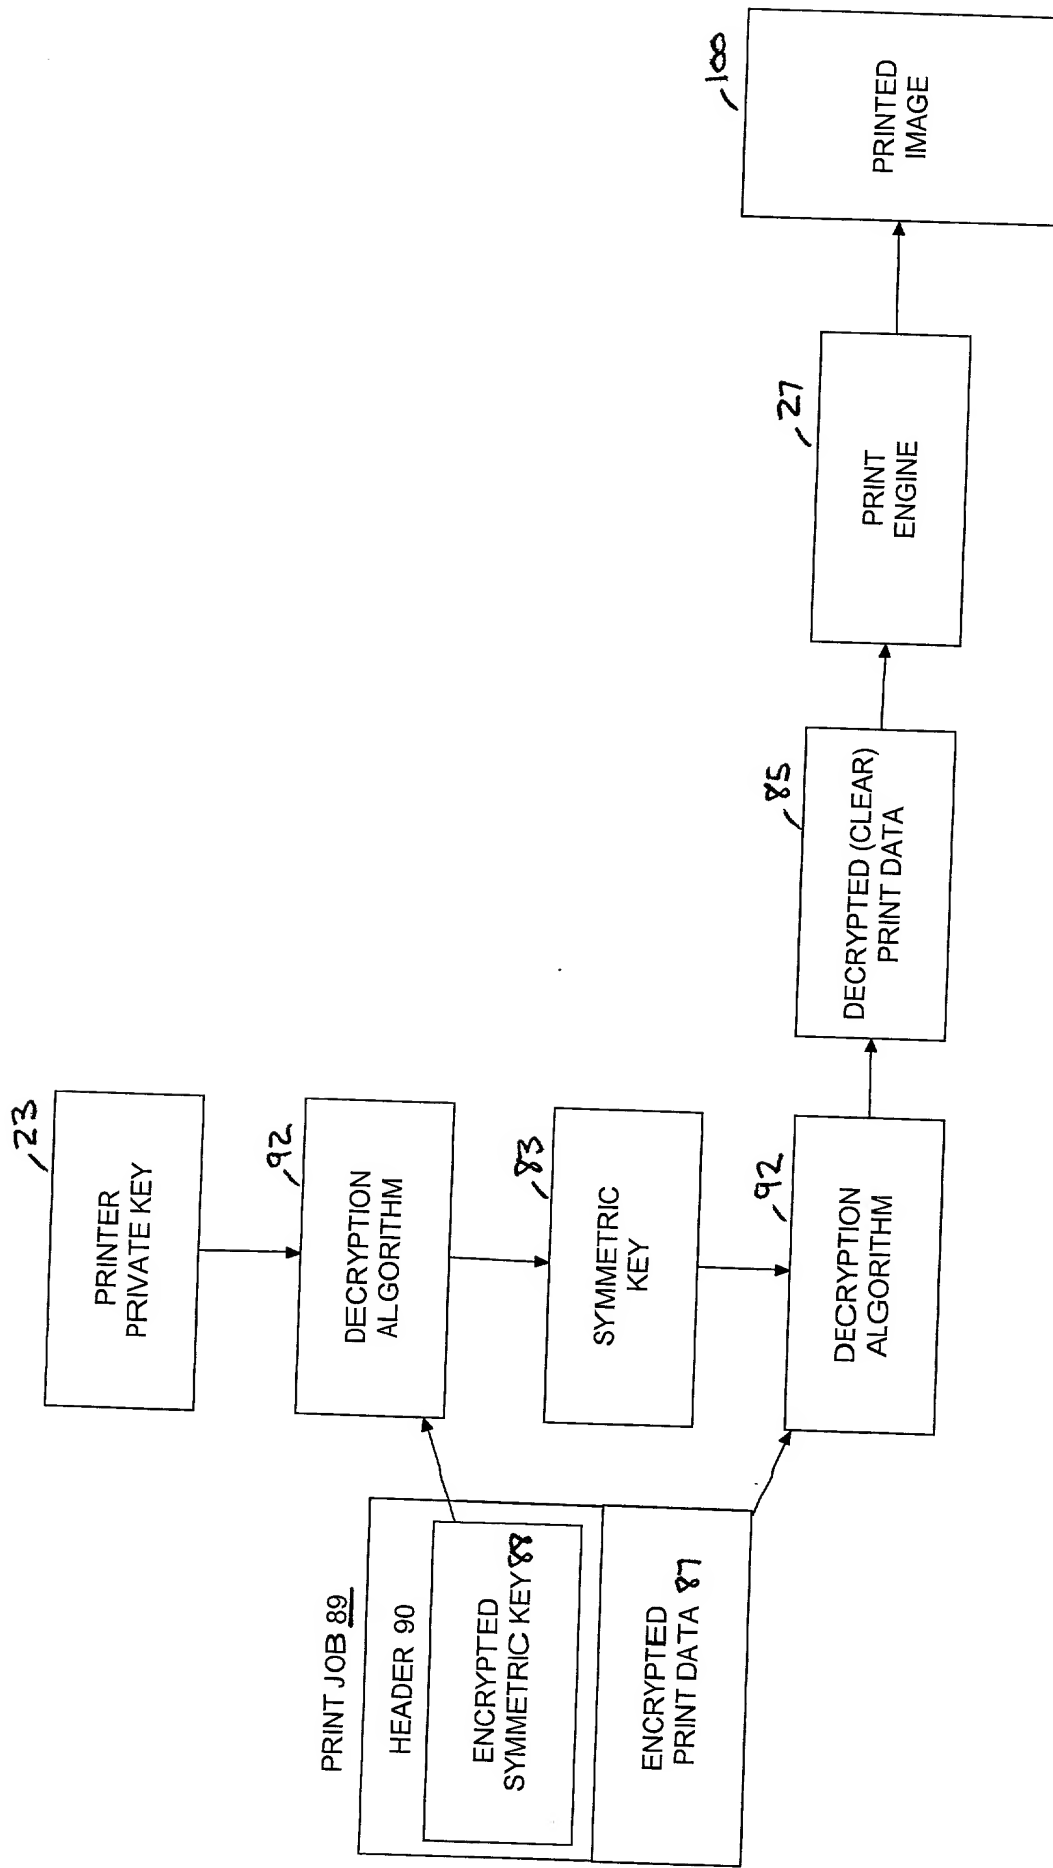 PRINTER
PRIVATE KEY
23
DECRYPTION
ALGORITHM
92
PRINT JOB 89
HEADER 90
ENCRYPTED
SYMMETRIC KEY 88
SYMMETRIC
KEY
83
ENCRYPTED
PRINT DATA 87
DECRYPTION
ALGORITHM
92
DECRYPTED (CLEAR)
PRINT DATA
85
PRINT
ENGINE
27
PRINTED
IMAGE
100